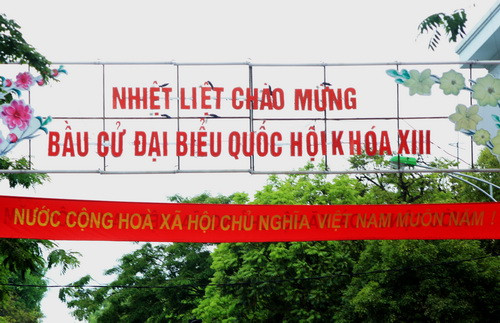 NHIỆT LIỆT CHÀO MỪNG
BẦU CỬ ĐẠI BIỂU QUỐC HỘI KHÓA XIII
NƯỚC CỘNG HOÀ XÃ HỘI CHỦ NGHĨA VIỆT NAM MUÔN NĂM